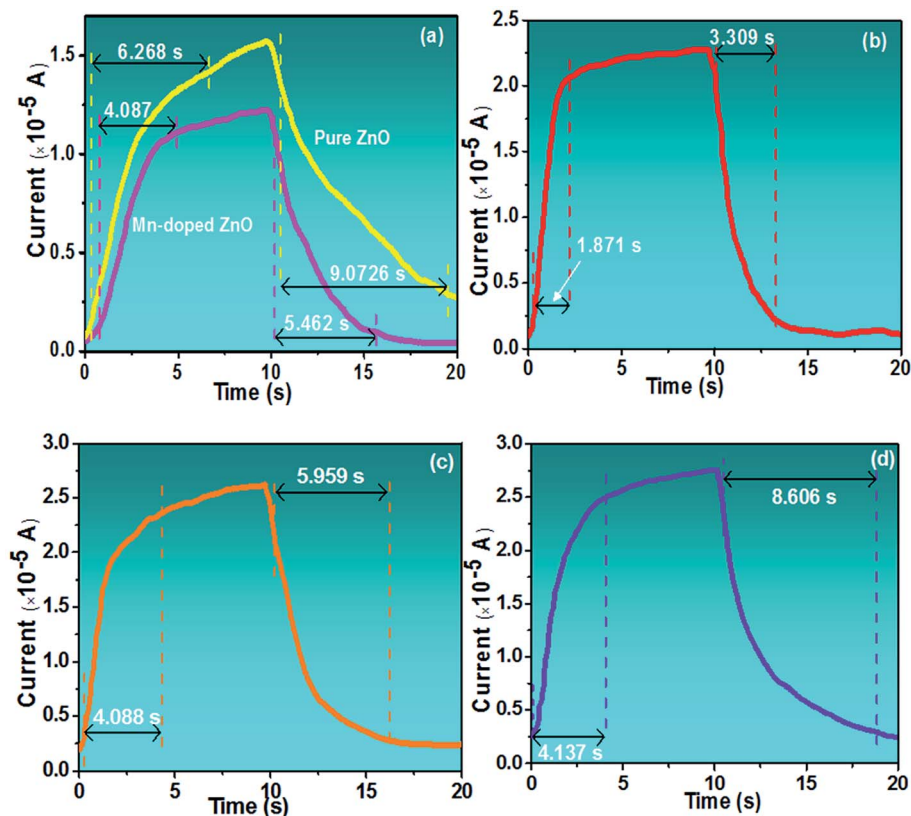 (a)
6.268 s
4.087
Pure ZnO
Mn-doped ZnO
9.0726 s
5.462 s
Current (×10⁻⁵ A)
1.5
1.0
0.5
0.0
0 5 10 15 20
Time (s)
(b)
3.309 s
1.871 s
Current (×10⁻⁵ A)
2.5
2.0
1.5
1.0
0.5
0.0
0 5 10 15 20
Time (s)
(c)
5.959 s
4.088 s
Current (×10⁻⁵ A)
3.0
2.5
2.0
1.5
1.0
0.5
0.0
0 5 10 15 20
Time (s)
(d)
8.606 s
4.137 s
Current (×10⁻⁵ A)
3.0
2.5
2.0
1.5
1.0
0.5
0.0
0 5 10 15 20
Time (s)